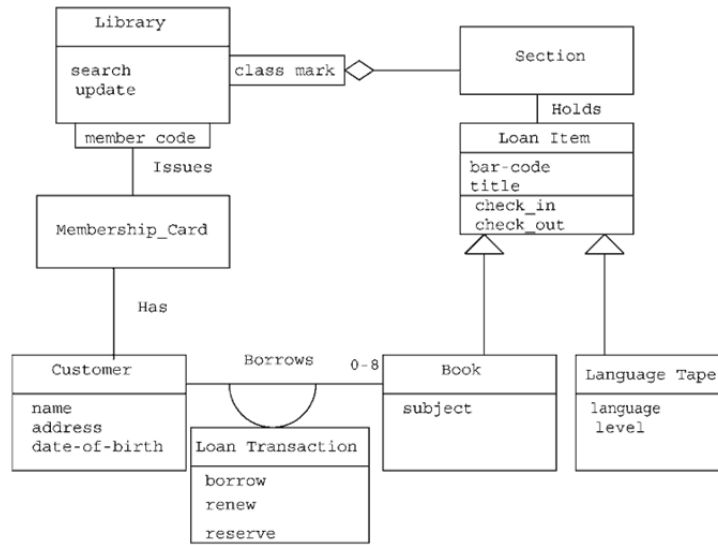 Library
search
update
class mark
member code
Section
Holds
Loan Item
bar-code
title
check_in
check_out
Issues
Membership_Card
Has
Customer
name
address
date-of-birth
Borrows
0-8
Loan Transaction
borrow
renew
reserve
Book
subject
Language Tape
language
level